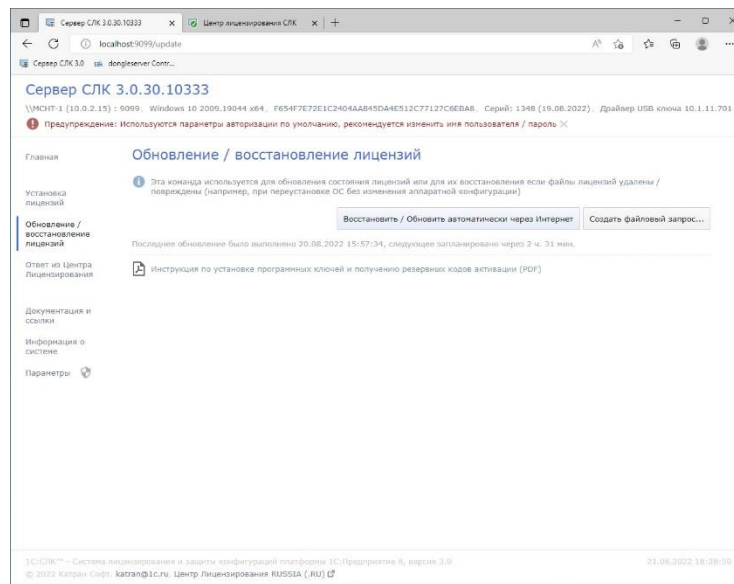 Сервер СЛК 3.0.30.10333
Центр лицензирования СЛК
localhost:9099/update
Сервер СЛК 3.0
dongleserver Contr...
Сервер СЛК 3.0.30.10333
\\MCHT-1 (10.0.2.15) : 9099, Windows 10 2009.19044 x64, F654F7E72E1C2404AA845DA4E512C77127C6EBA8, Серий: 1348 (19.08.2022), Драйвер USB ключа 10.1.11.701
Предупреждение: Используются параметры авторизации по умолчанию, рекомендуется изменить имя пользователя / пароль
Главная
Установка
лицензий
Обновление /
восстановление
лицензий
Ответ из Центра
Лицензирования
Документация и
ссылки
Информация о
системе
Параметры
Обновление / восстановление лицензий
Эта команда используется для обновления состояния лицензий или для их восстановления если файлы лицензий удалены /
повреждены (например, при переустановке ОС без изменения аппаратной конфигурации)
Восстановить / Обновить автоматически через Интернет
Создать файловый запрос...
Последнее обновление было выполнено 20.08.2022 15:57:34, следующее запланировано через 2 ч. 31 мин.
Инструкция по установке программных ключей и получению резервных кодов активации (PDF)
1С:СЛК™ - Система лицензирования и защиты конфигураций платформы 1С:Предприятие 8, версия 3.0
21.08.2022 18:28:50
© 2022 Катран Софт, katran@1c.ru, Центр Лицензирования RUSSIA (.RU)